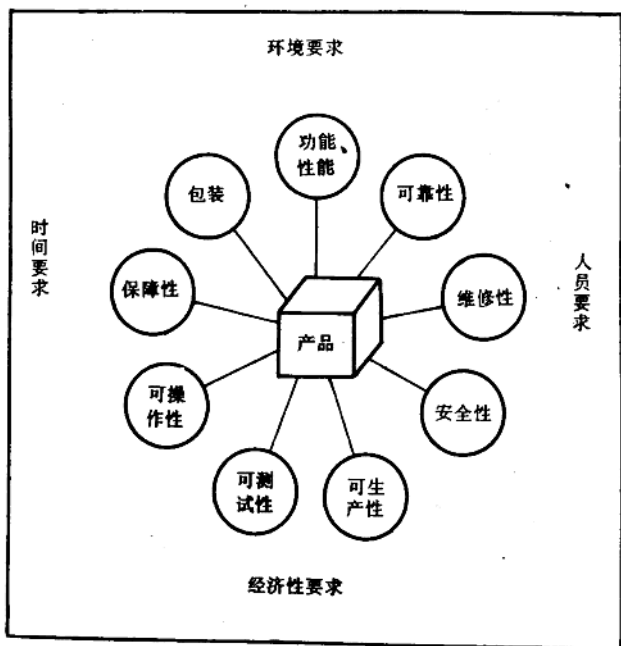 环境要求
功能、
性能
包装
可靠性
时间要求
保障性
维修性
人员要求
产品
可操
作性
安全性
可测
试性
可生
产性
经济性要求